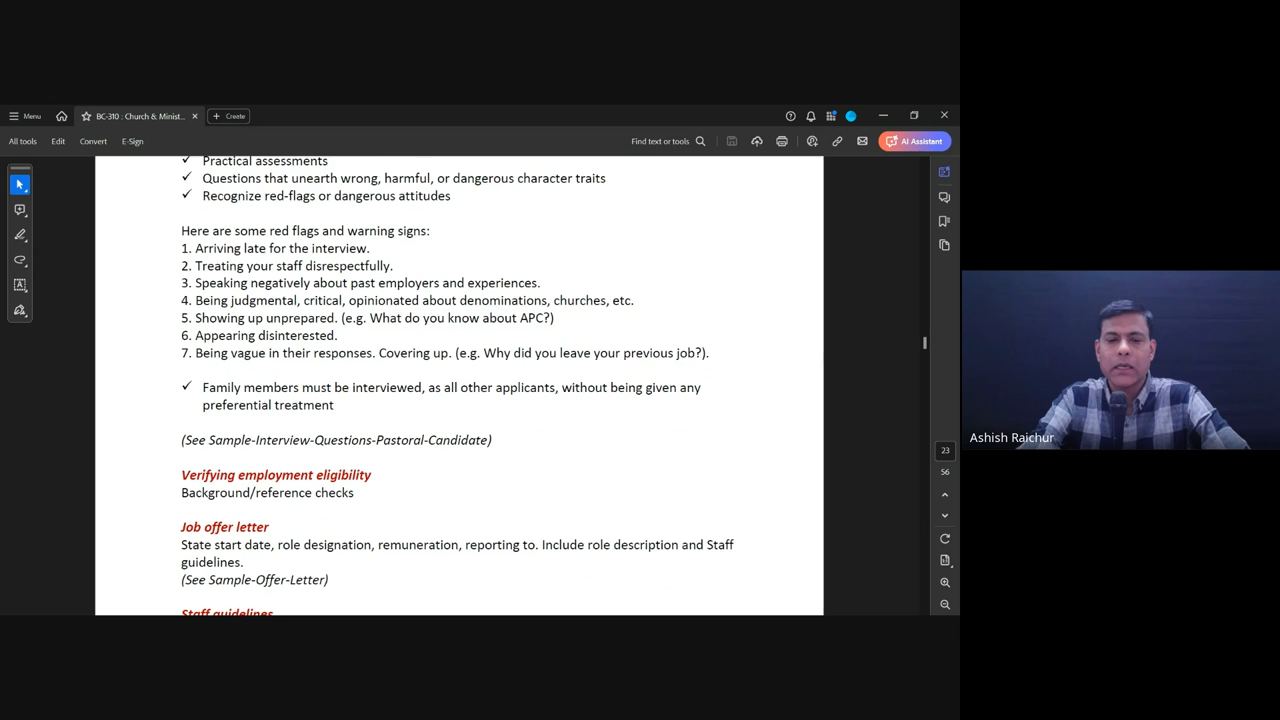 Menu
BC-310 : Church & Minist...
Create
All tools
Edit
Convert
E-Sign
Find text or tools
AI Assistant
✓ Practical assessments
✓ Questions that unearth wrong, harmful, or dangerous character traits
✓ Recognize red-flags or dangerous attitudes
Here are some red flags and warning signs:
1. Arriving late for the interview.
2. Treating your staff disrespectfully.
3. Speaking negatively about past employers and experiences.
4. Being judgmental, critical, opinionated about denominations, churches, etc.
5. Showing up unprepared. (e.g. What do you know about APC?)
6. Appearing disinterested.
7. Being vague in their responses. Covering up. (e.g. Why did you leave your previous job?).
✓ Family members must be interviewed, as all other applicants, without being given any
preferential treatment
(See Sample-Interview-Questions-Pastoral-Candidate)
Verifying employment eligibility
Background/reference checks
Job offer letter
State start date, role designation, remuneration, reporting to. Include role description and Staff
guidelines.
(See Sample-Offer-Letter)
Staff guidelines
23
56
Ashish Raichur